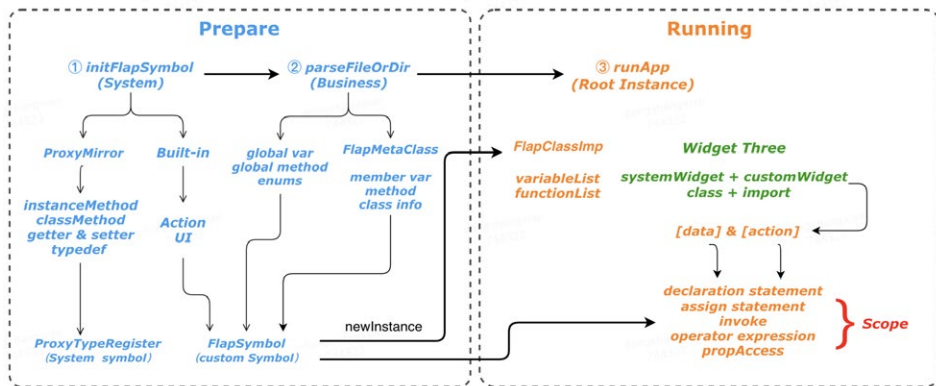 Prepare
Running
① initFlapSymbol
(System)
② parseFileOrDir
(Business)
③ runApp
(Root Instance)
ProxyMirror
Built-in
global var
global method
enums
FlapMetaClass
member var
method
class info
FlapClassImp
variableList
functionList
Widget Three
systemWidget + customWidget
class + import
instanceMethod
classMethod
getter & setter
typedef
Action
UI
[data] & [action]
declaration statement
assign statement
invoke
operator expression
propAccess
Scope
newInstance
ProxyTypeRegister
(System symbol)
FlapSymbol
(custom Symbol)